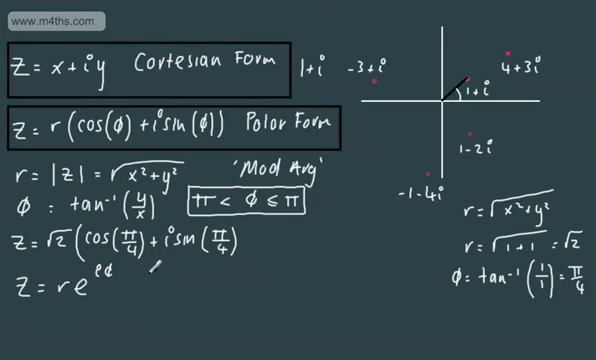 www.m4ths.com
Z = x + iy Cartesian Form
1+i
-3+i
4+3i
1+i
Z = r(cos(φ) + i sin(φ)) Polar Form
1-2i
r = |Z| = √x²+y² 'Mod Arg'
-1-4i
φ = tan⁻¹(y/x) π < φ ≤ π
r = √x²+y²
Z = √2 (cos(π/4) + i sin(π/4)
r = √1+1 = √2
Z = re^iφ
φ = tan⁻¹(1/1) = π/4